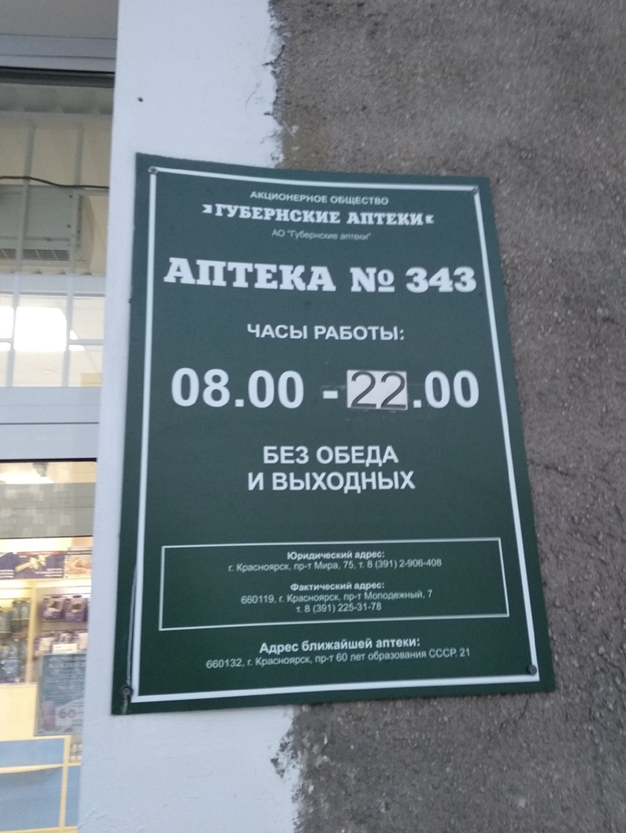 АКЦИОНЕРНОЕ ОБЩЕСТВО
ГУБЕРНСКИЕ АПТЕКИ
АО "Губернские аптеки"
АПТЕКА № 343
ЧАСЫ РАБОТЫ:
08.00 - 22.00
БЕЗ ОБЕДА
И ВЫХОДНЫХ
Юридический адрес:
г. Красноярск, пр-т Мира, 75, т. 8 (391) 2-906-408
Фактический адрес:
660119, г. Красноярск, пр-т Молодежный, 7
т. 8 (391) 225-31-78
Адрес ближайшей аптеки:
660132, г. Красноярск, пр-т 60 лет образования СССР, 21